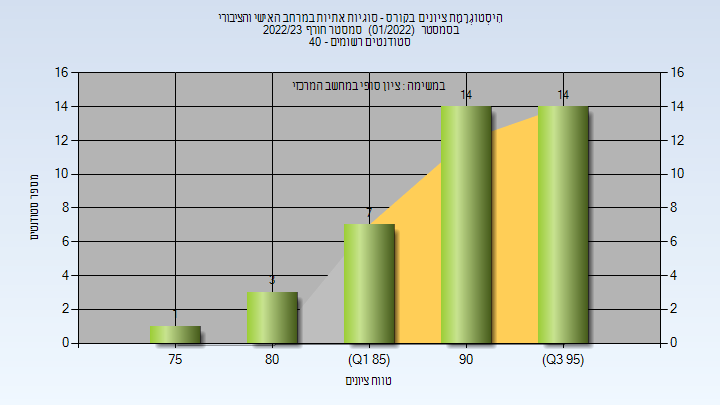 היסטוגרמת ציונים בקורס - סוגיות אתיות במרחב האישי והציבורי
בסמסטר (01/2022) סמסטר חורף 2022/23
סטודנטים רשומים - 40
במשימה : ציון סופי במחשב המרכזי
16 16
14 14 14 14
12 12
10 10
8 8
7
6 6
4 4
3
2 2
1
0 0
75 80 (Q1 85) 90 (Q3 95)
מספר סטודנטים
טווח ציונים